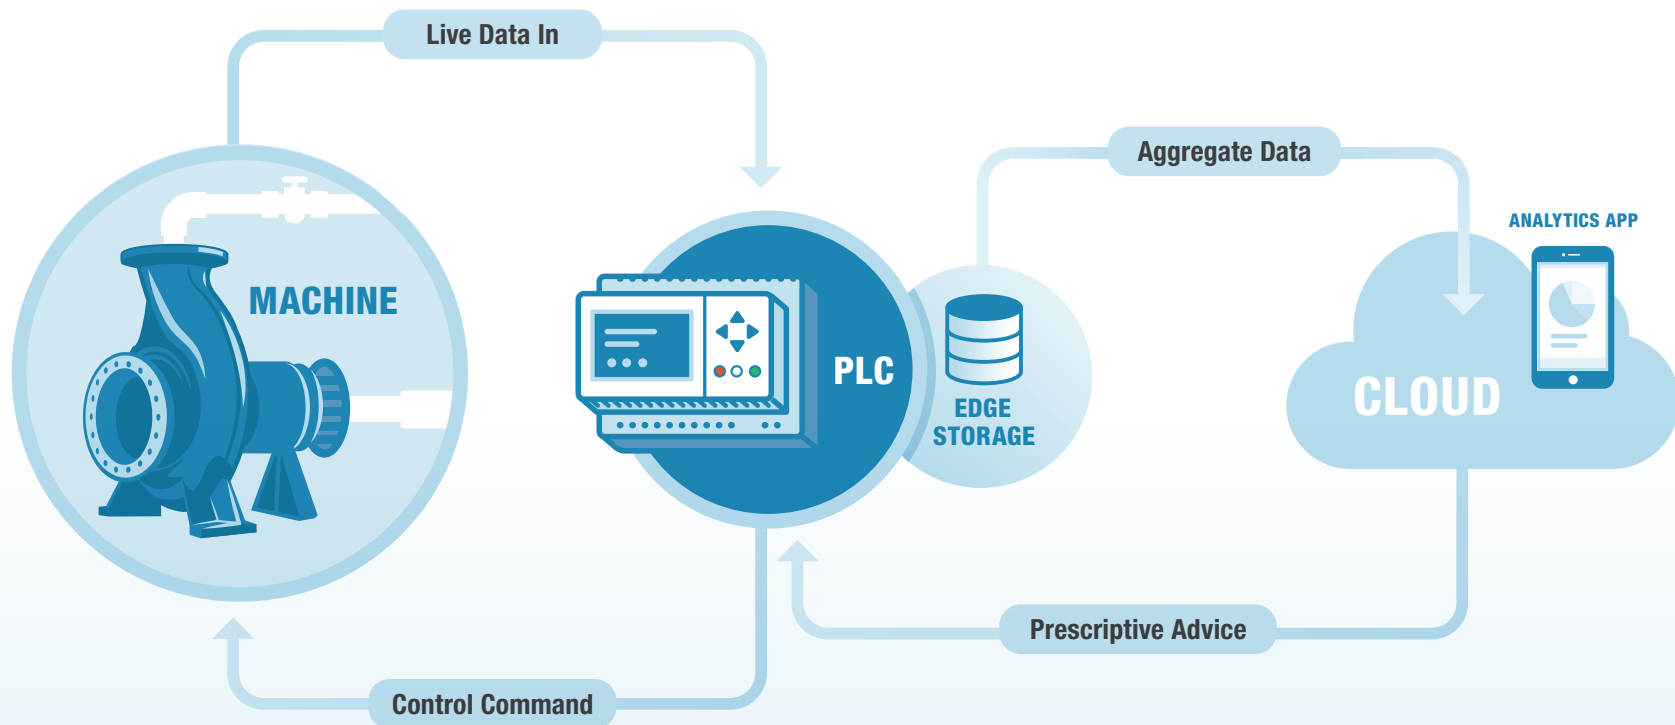 Live Data In
Aggregate Data
ANALYTICS APP
MACHINE
PLC
EDGE
STORAGE
CLOUD
Prescriptive Advice
Control Command